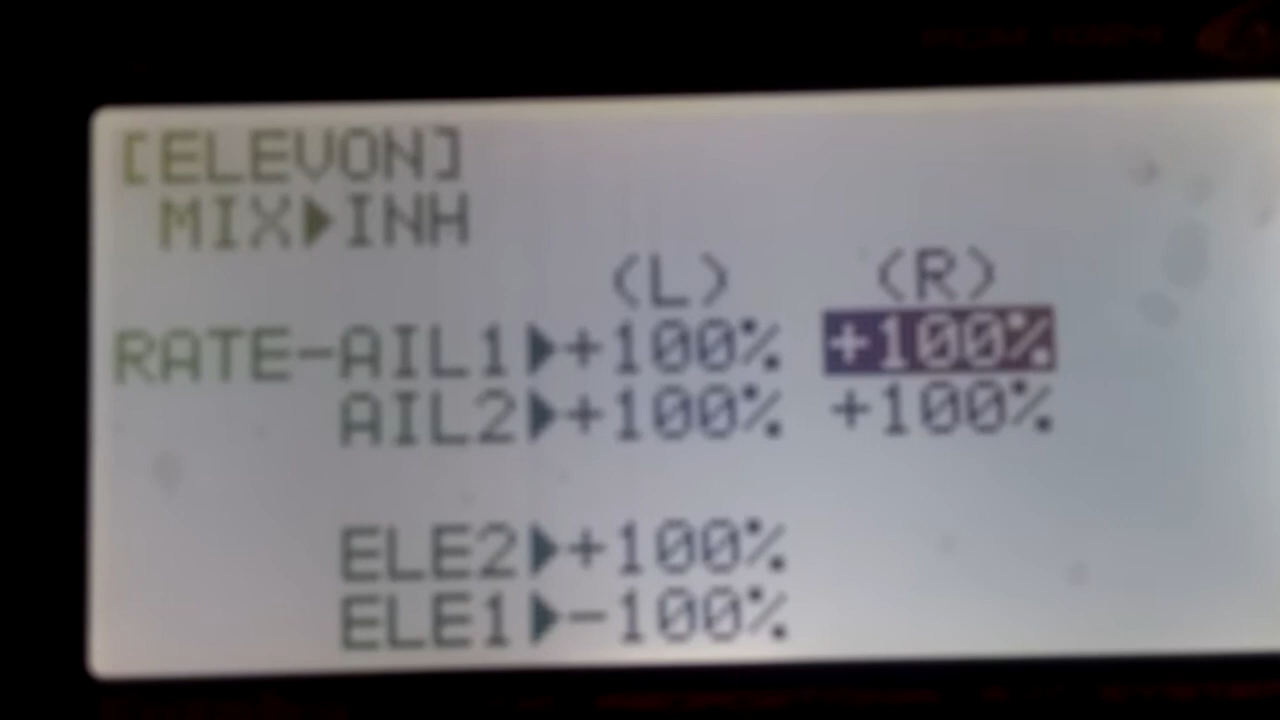 [ELEVON]
MIX▶INH
(L) (R)
RATE-AIL1▶+100% +100%
AIL2▶+100% +100%
ELE2▶+100%
ELE1▶-100%